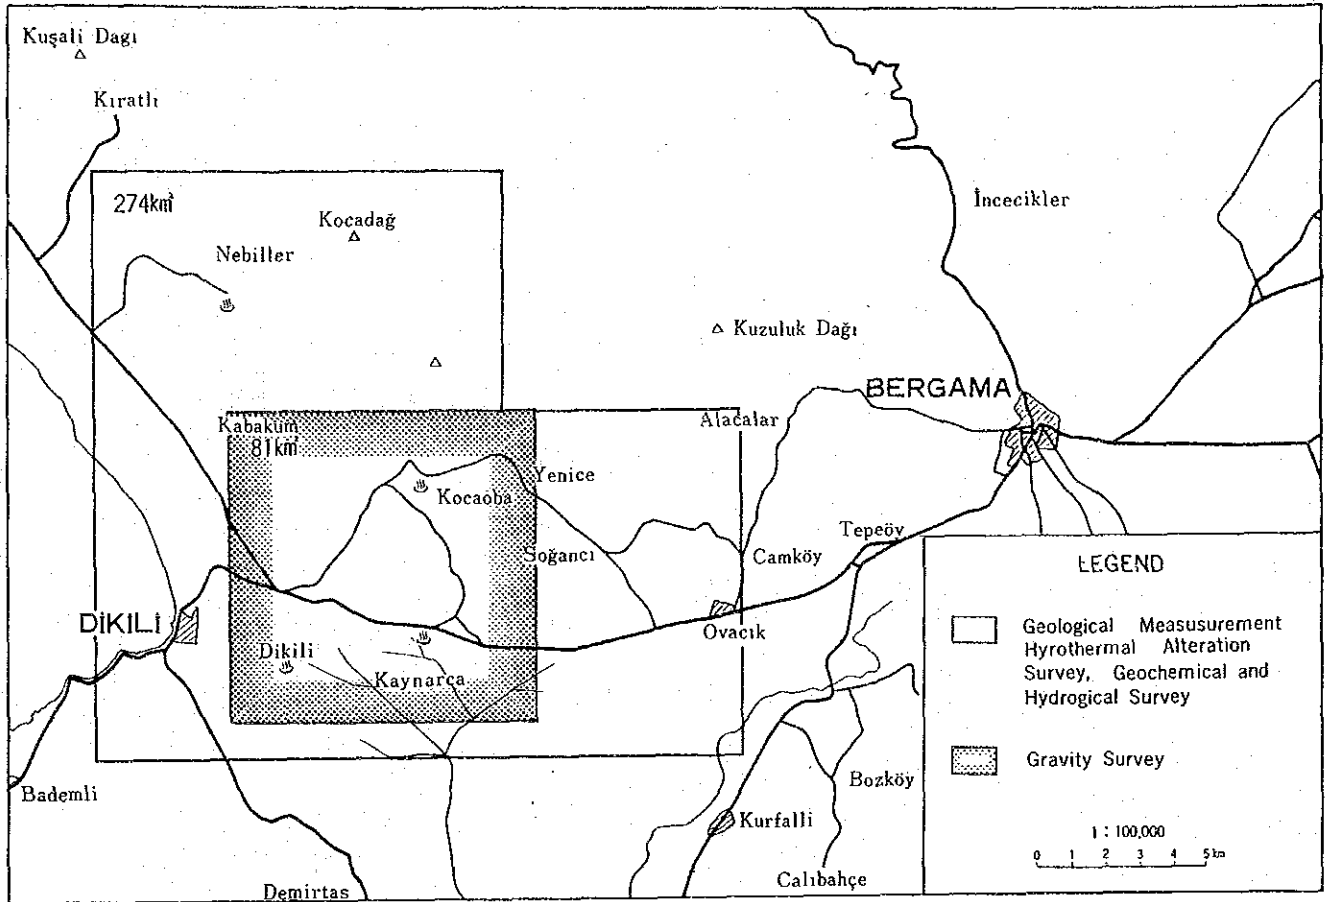 Kuşali Dagı
Kıratlı
274km²
Kocadağ
Nebiller
İncecikler
Kuzuluk Dağı
BERGAMA
Kabakum
81km²
Alacalar
Yenice
Kocaoba
Soğancı
Tepeöv
Camköy
DİKİLİ
Ovacık
Dikili
Kaynarca
Bademli
Bozköy
Kurfalli
Calıbahçe
Demirtas
LEGEND
Geological Measusurement
Hyrothermal Alteration
Survey, Geochemical and
Hydrogical Survey
Gravity Survey
1 : 100,000
0 1 2 3 4 5 km